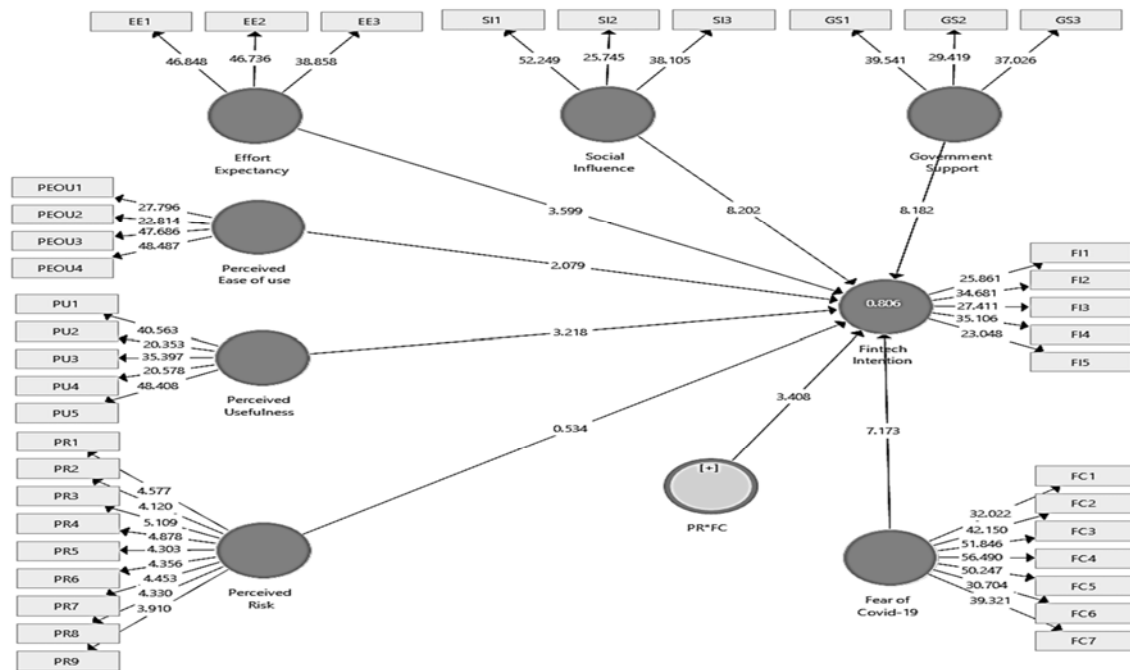 EE1
EE2
EE3
SI1
SI2
SI3
GS1
GS2
GS3
46.848
46.736
38.858
52.249
25.745
38.105
39.541
29.419
37.026
Effort
Expectancy
Social
Influence
Government
Support
PEOU1
PEOU2
PEOU3
PEOU4
27.796
22.814
47.686
48.487
Perceived
Ease of use
3.599
8.202
8.182
2.079
PU1
PU2
PU3
PU4
PU5
40.563
20.353
35.397
20.578
48.408
Perceived
Usefulness
3.218
0.806
Fintech
Intention
25.861
34.681
27.411
35.106
23.048
FI1
FI2
FI3
FI4
FI5
PR1
PR2
PR3
PR4
PR5
PR6
PR7
PR8
PR9
4.577
4.120
5.109
4.878
4.303
4.356
4.453
4.330
3.910
Perceived
Risk
0.534
3.408
7.173
[+]
PR*FC
Fear of
Covid-19
32.022
42.150
51.846
56.490
50.247
30.704
39.321
FC1
FC2
FC3
FC4
FC5
FC6
FC7